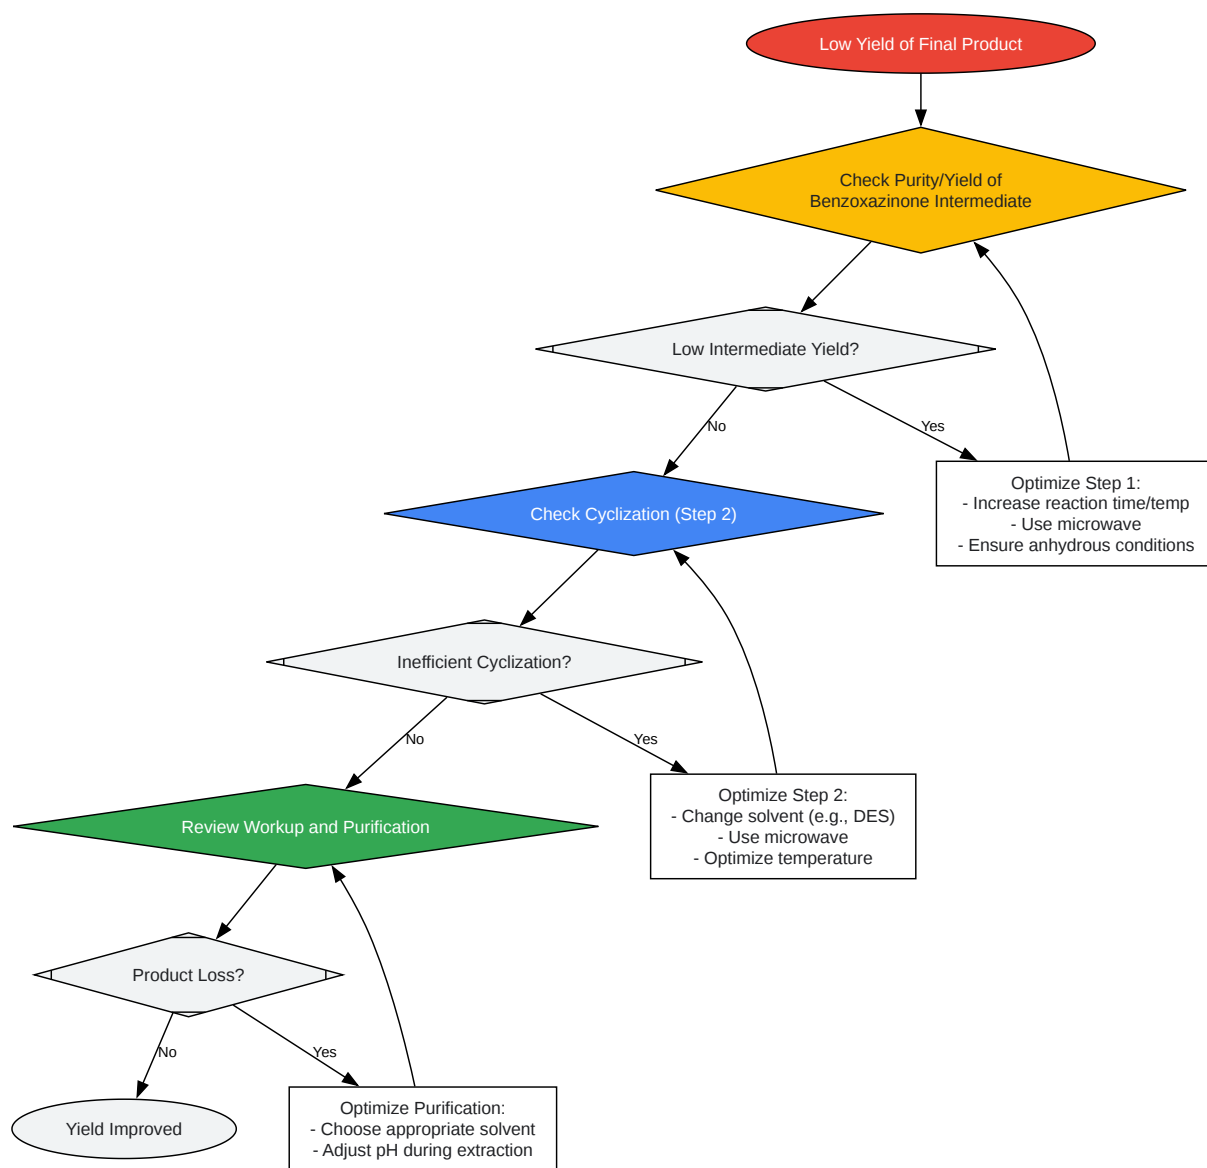 Low Yield of Final Product
Check Purity/Yield of
Benzoxazinone Intermediate
Low Intermediate Yield?
No
Yes
Optimize Step 1:
- Increase reaction time/temp
- Use microwave
- Ensure anhydrous conditions
Check Cyclization (Step 2)
Inefficient Cyclization?
No
Yes
Optimize Step 2:
- Change solvent (e.g., DES)
- Use microwave
- Optimize temperature
Review Workup and Purification
Product Loss?
No
Yes
Yield Improved
Optimize Purification:
- Choose appropriate solvent
- Adjust pH during extraction